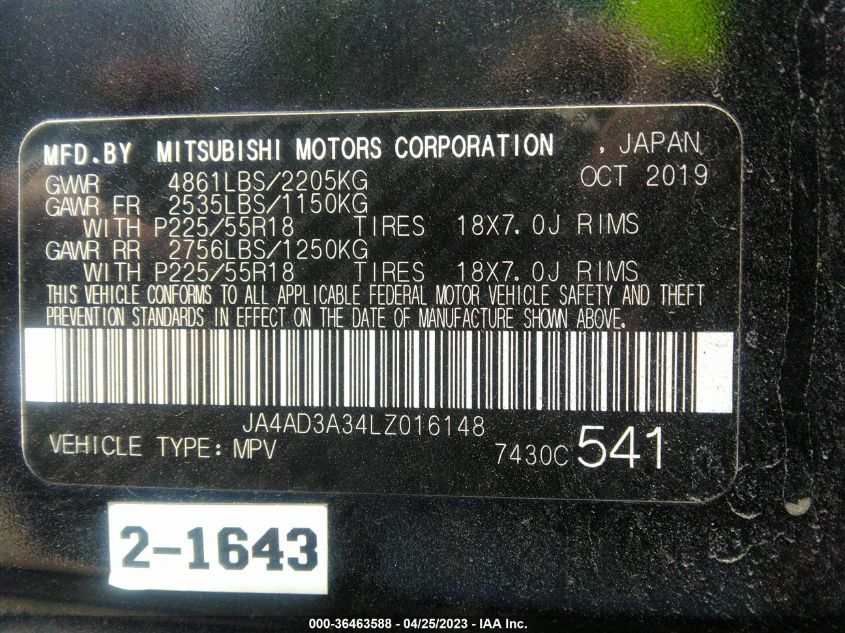 MFD.BY MITSUBISHI MOTORS CORPORATION , JAPAN
GVWR 4861LBS/2205KG OCT 2019
GAWR FR 2535LBS/1150KG
WITH P225/55R18 TIRES 18X7.0J RIMS
GAWR RR 2756LBS/1250KG
WITH P225/55R18 TIRES 18X7.0J RIMS
THIS VEHICLE CONFORMS TO ALL APPLICABLE FEDERAL MOTOR VEHICLE SAFETY AND THEFT
PREVENTION STANDARDS IN EFFECT ON THE DATE OF MANUFACTURE SHOWN ABOVE.
JA4AD3A34LZ016148
VEHICLE TYPE: MPV 7430C 541
2-1643
000-36463588 - 04/25/2023 - IAA Inc.